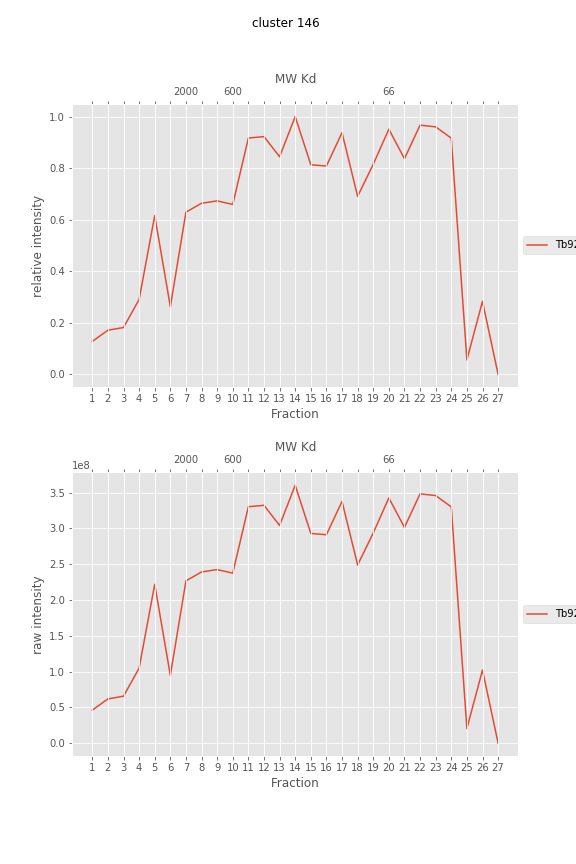 cluster 146
MW Kd
2000 600 66
1.0
0.8
0.6
0.4
0.2
0.0
relative intensity
Tb92
1 2 3 4 5 6 7 8 9 10 11 12 13 14 15 16 17 18 19 20 21 22 23 24 25 26 27
Fraction
MW Kd
1e8 2000 600 66
3.5
3.0
2.5
2.0
1.5
1.0
0.5
0.0
raw intensity
Tb92
1 2 3 4 5 6 7 8 9 10 11 12 13 14 15 16 17 18 19 20 21 22 23 24 25 26 27
Fraction